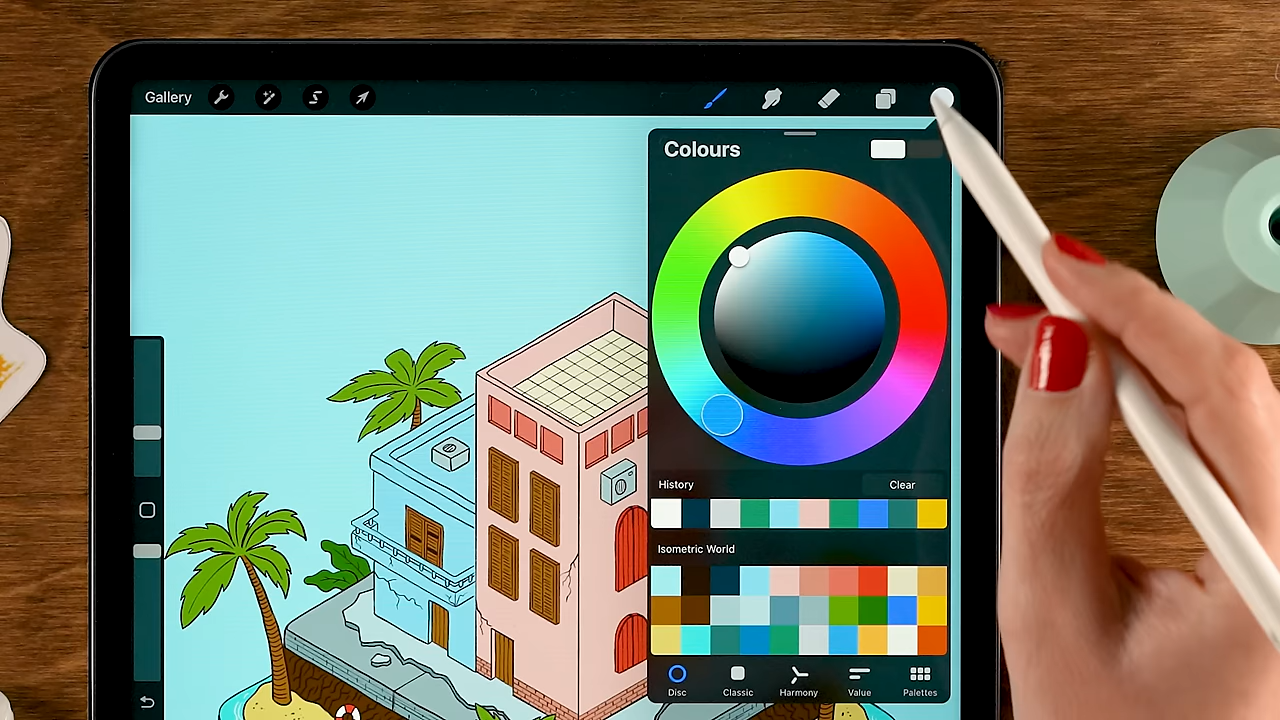 Gallery
Colours
History Clear
Isometric World
Disc Classic Harmony Value Palettes